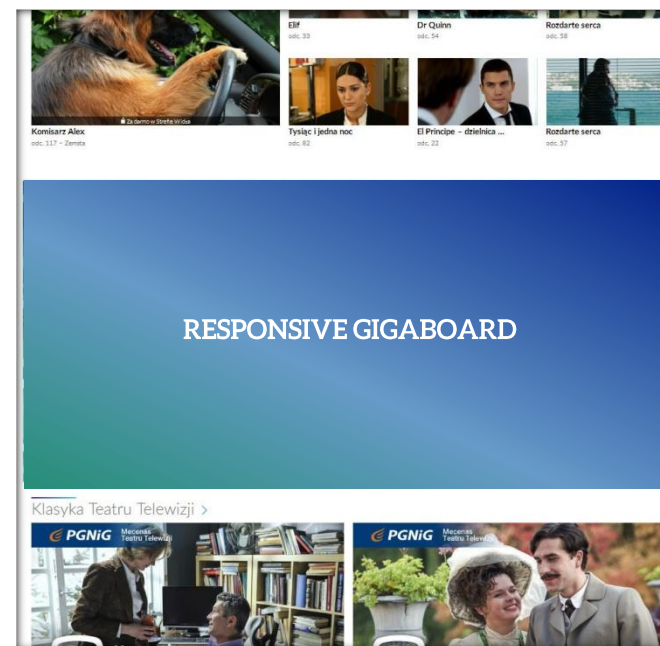 Elif
odc. 33
Dr Quinn
odc. 54
Rozdarte serca
odc. 58
Za darmo w Strefie Widza
Komisarz Alex
odc. 117 – Zemsta
Tysiąc i jedna noc
odc. 82
El Principe – dzielnica ...
odc. 22
Rozdarte serca
odc. 57
RESPONSIVE GIGABOARD
Klasyka Teatru Telewizji >
PGNiG
Mecenas
Teatru Telewizji
PGNiG
Mecenas
Teatru Telewizji